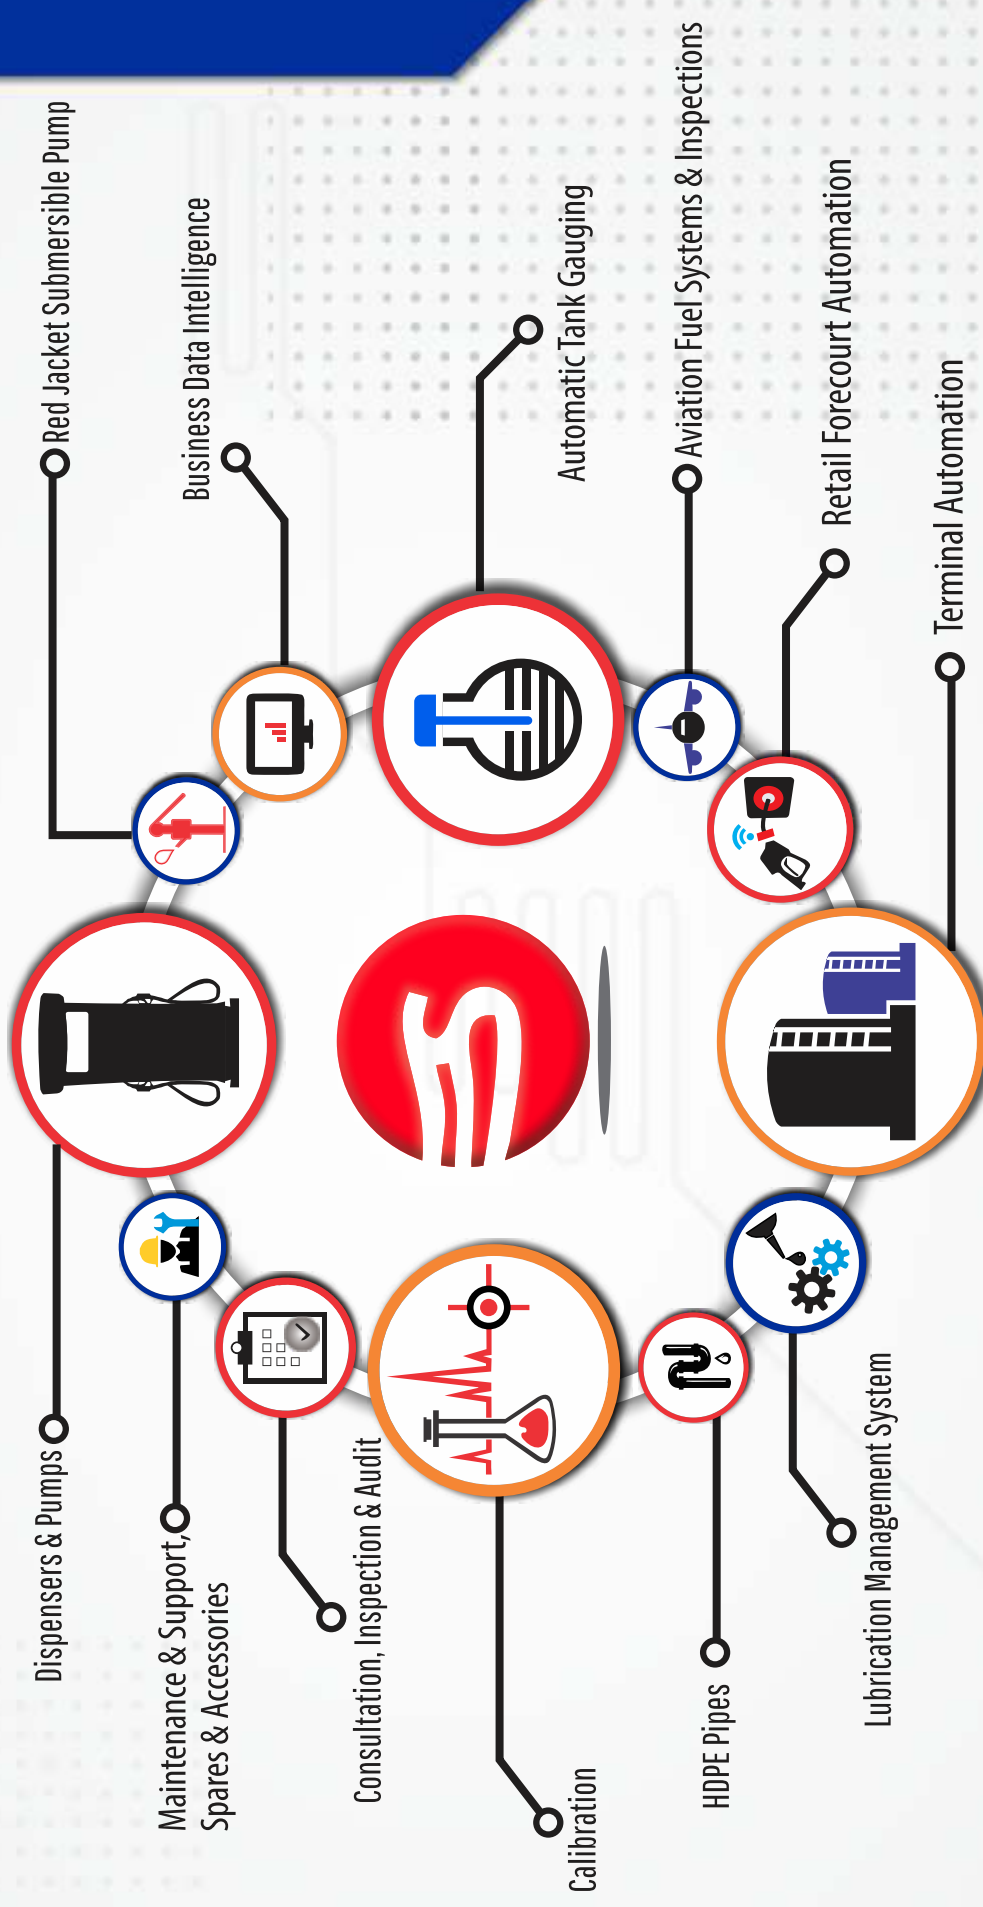 Dispensers & Pumps
Maintenance & Support,
Spares & Accessories
Consultation, Inspection & Audit
Calibration
HDPE Pipes
Lubrication Management System
Red Jacket Submersible Pump
Business Data Intelligence
Automatic Tank Gauging
Aviation Fuel Systems & Inspections
Retail Forecourt Automation
Terminal Automation